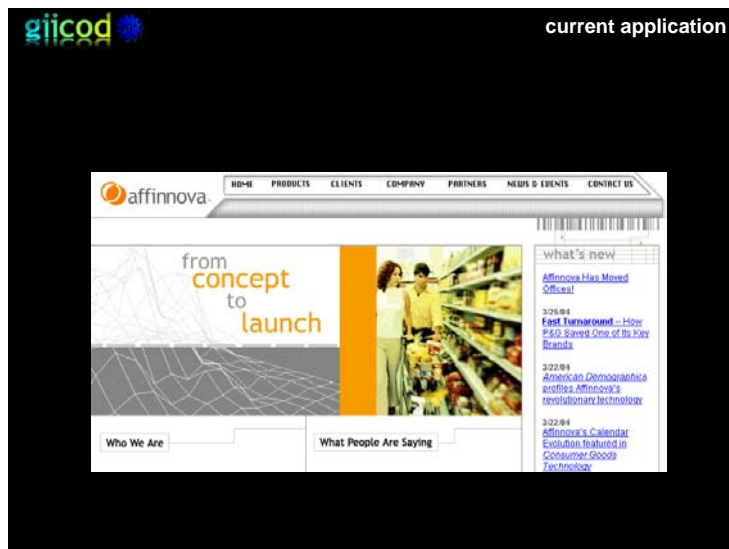 giicod
current application
affinnova
HOME PRODUCTS CLIENTS COMPANY PARTNERS NEWS & EVENTS CONTACT US
from
concept
to
launch
what's new
Affinnova Has Moved
Offices!
3/25/04
Fast Turnaround – How
P&G Saved One of Its Key
Brands
3/22/04
American Demographics
profiles Affinnova's
revolutionary technology
3/22/04
Affinnova's Calendar
Evolution featured in
Consumer Goods
Technology
Who We Are
What People Are Saying